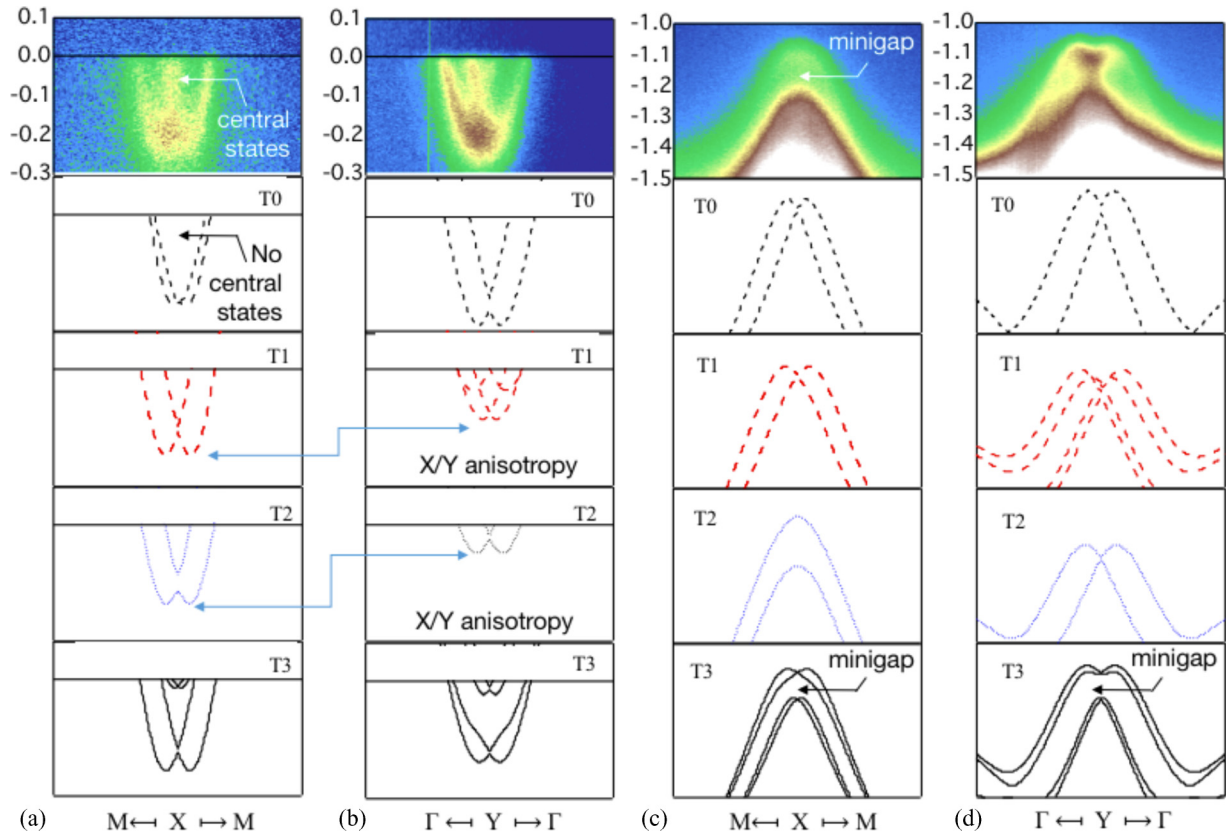 0.1
0.0
-0.1
-0.2
-0.3
central
states
0.1
0.0
-0.1
-0.2
-0.3
-1.0
-1.1
-1.2
-1.3
-1.4
-1.5
minigap
-1.0
-1.1
-1.2
-1.3
-1.4
-1.5
T0
No
central
states
T0
T0
T0
T1
T1
X/Y anisotropy
T1
T1
T2
T2
X/Y anisotropy
T2
T2
T3
T3
T3
minigap
T3
minigap
(a) M ← X ↦ M
(b) Γ ← Y ↦ Γ
(c) M ← X ↦ M
(d) Γ ← Y ↦ Γ